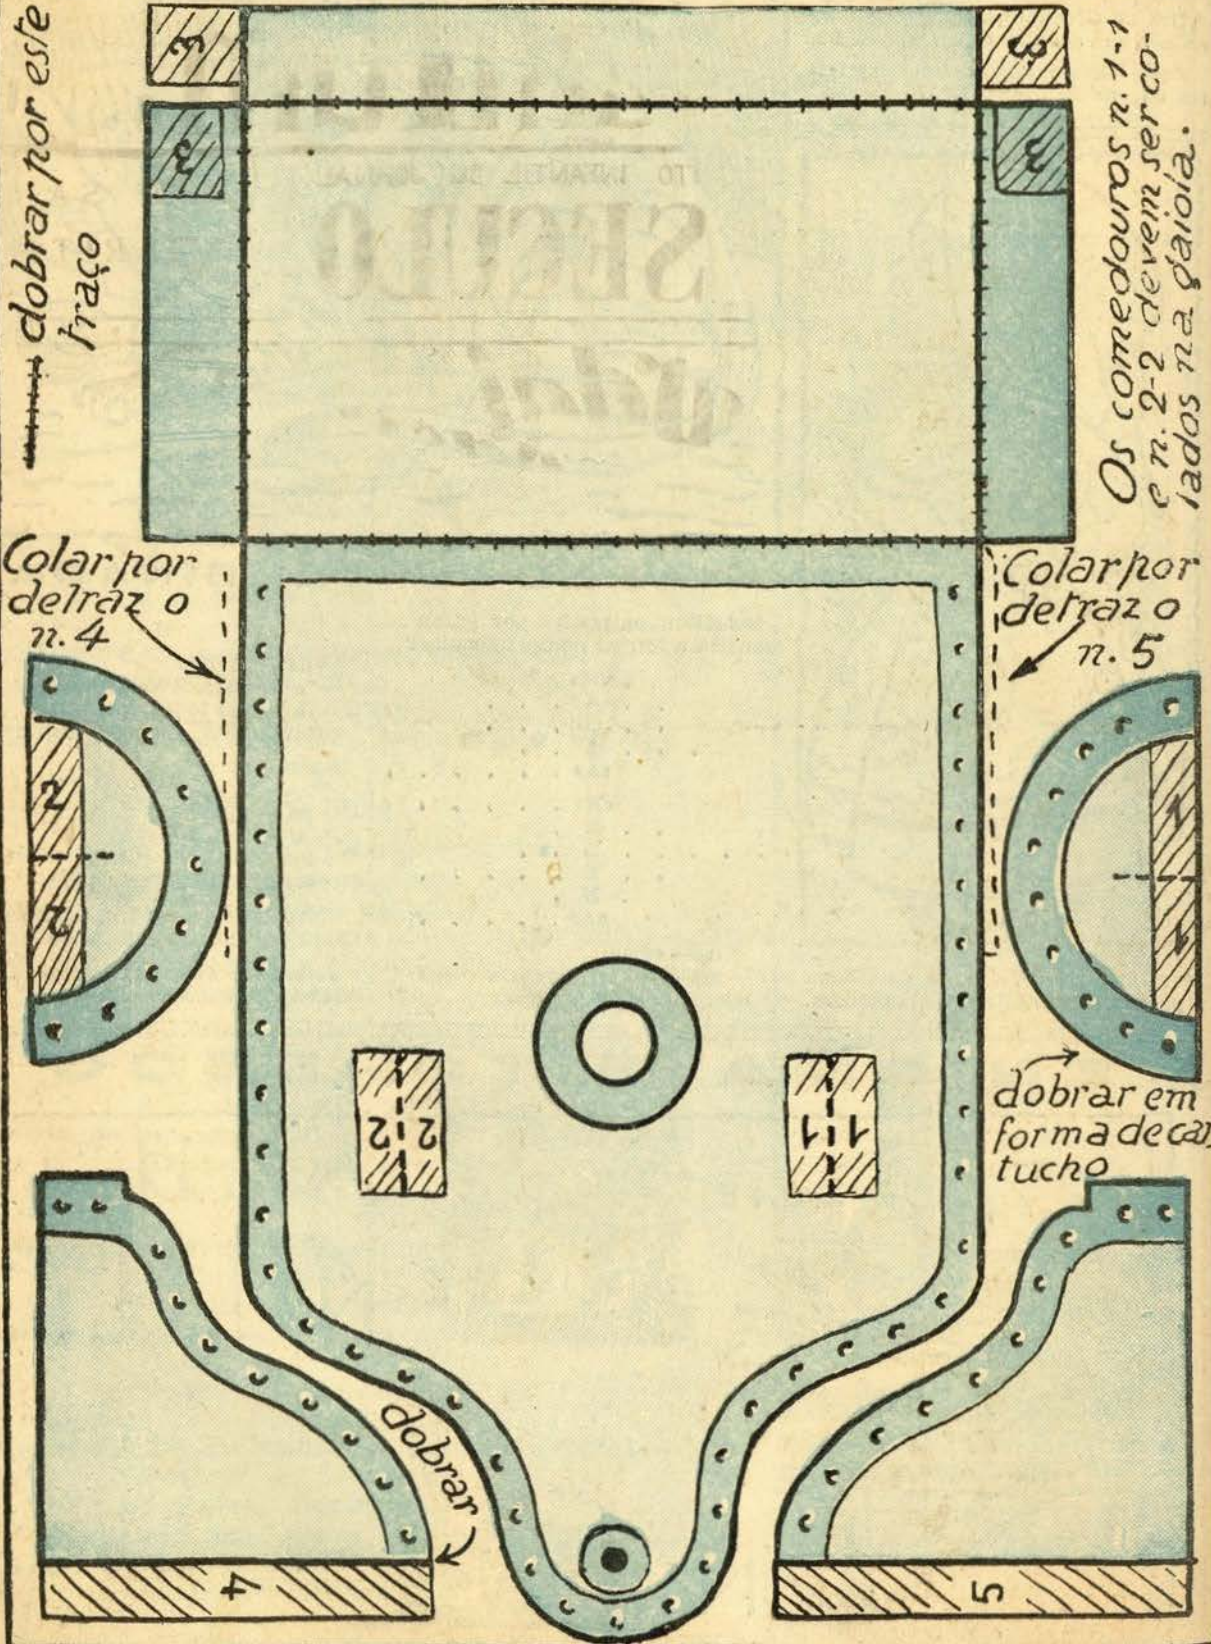 dobrar por este
traço
3
3
3
3
Os comedouros n. 1-1
e n. 2-2 devem ser co-
lados na gaiola.
Colar por
detraz o
n. 4
Colar por
detraz o
n. 5
2
2
1
1
2 2
1 1
dobrar em
forma de car
tucho
dobrar
4
5
SECULO